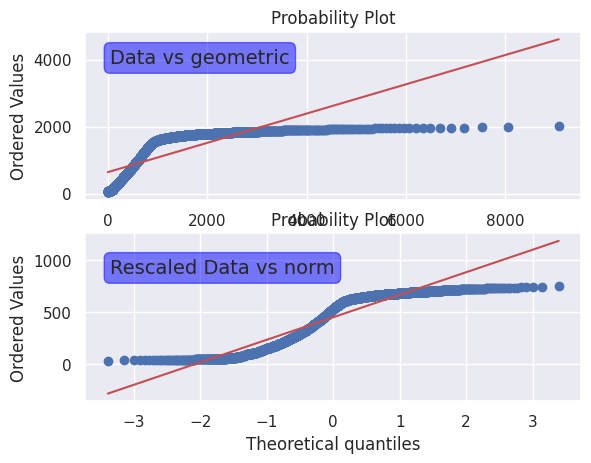 Probability Plot
Data vs geometric
Ordered Values
4000
2000
0
0 2000 4000 6000 8000
Probability Plot
Rescaled Data vs norm
Ordered Values
1000
500
0
−3 −2 −1 0 1 2 3
Theoretical quantiles